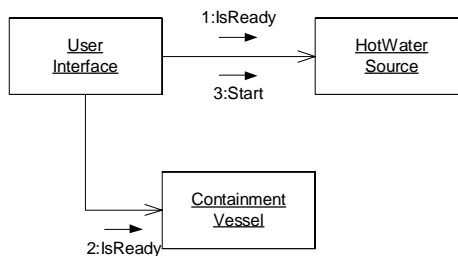 1:IsReady
User
Interface
HotWater
Source
3:Start
Containment
Vessel
2:IsReady